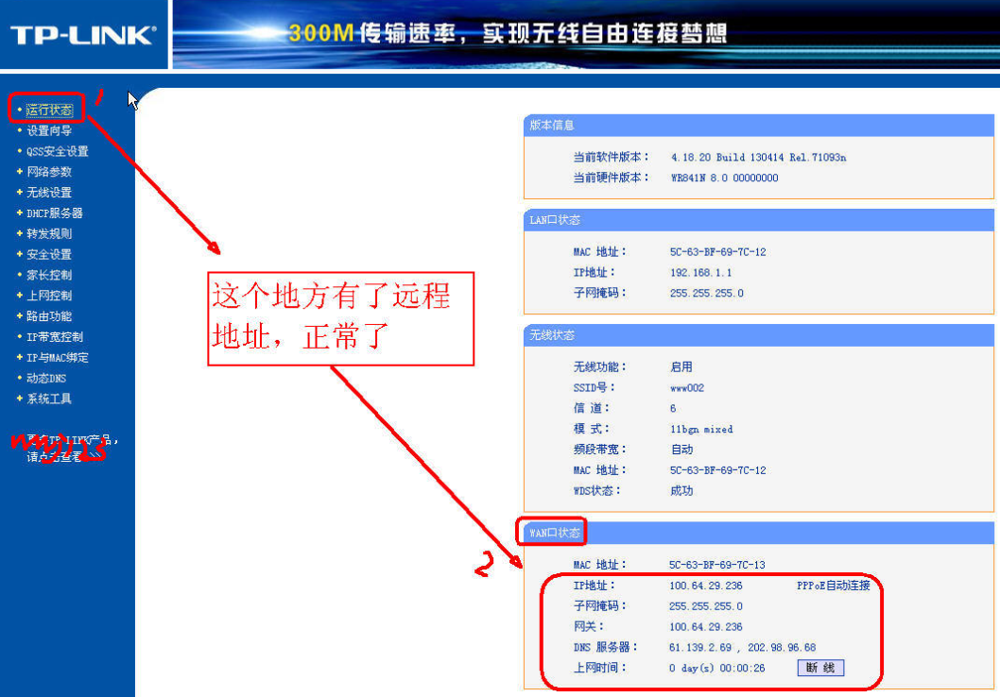 TP-LINK®
300M 传输速率，实现无线自由连接梦想
1
运行状态
设置向导
QSS安全设置
网络参数
无线设置
DHCP服务器
转发规则
安全设置
家长控制
上网控制
路由功能
IP带宽控制
IP与MAC绑定
动态DNS
系统工具
更多TP-LINK产品，
请点击查看>>
这个地方有了远程
地址，正常了
版本信息
当前软件版本： 4.18.20 Build 130414 Rel.71093n
当前硬件版本： WR841N 8.0 00000000
LAN口状态
MAC 地址： 5C-63-BF-69-7C-12
IP地址： 192.168.1.1
子网掩码： 255.255.255.0
无线状态
无线功能： 启用
SSID号： www002
信 道： 6
模 式： 11bgn mixed
频段带宽： 自动
MAC 地址： 5C-63-BF-69-7C-12
WDS状态： 成功
WAN口状态
2
MAC 地址： 5C-63-BF-69-7C-13
IP地址： 100.64.29.236 PPPoE自动连接
子网掩码： 255.255.255.0
网关： 100.64.29.236
DNS 服务器： 61.139.2.69 , 202.98.96.68
上网时间： 0 day(s) 00:00:26 断 线